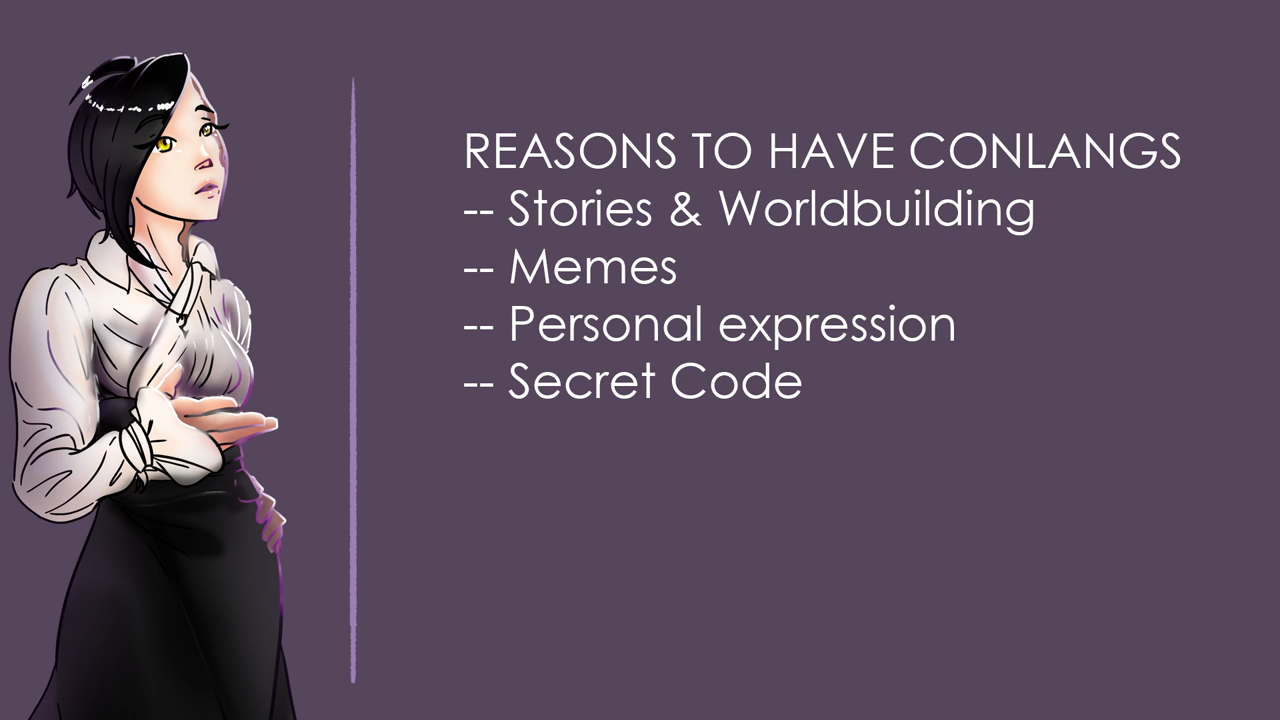 REASONS TO HAVE CONLANGS
-- Stories & Worldbuilding
-- Memes
-- Personal expression
-- Secret Code